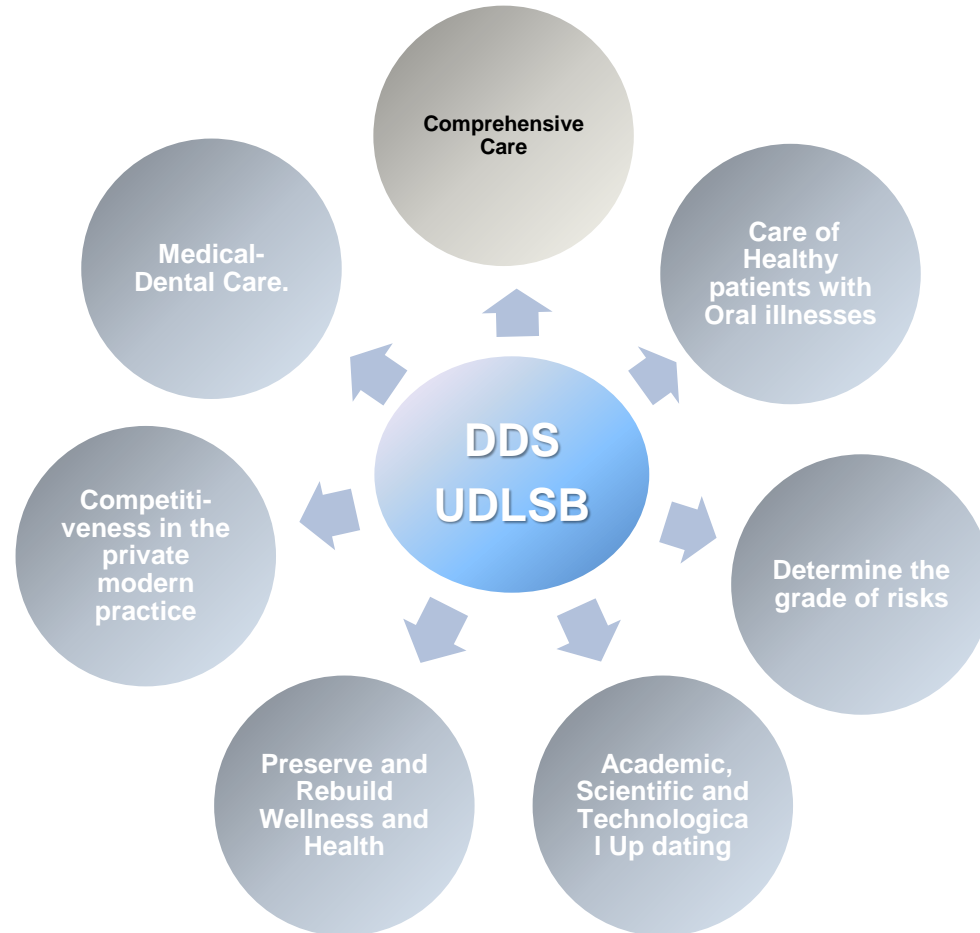 Comprehensive
Care
Care of
Healthy
patients with
Oral illnesses
Determine the
grade of risks
Academic,
Scientific and
Technologica
l Up dating
Preserve and
Rebuild
Wellness and
Health
Competiti-
veness in the
private
modern
practice
Medical-
Dental Care.
DDS
UDLSB